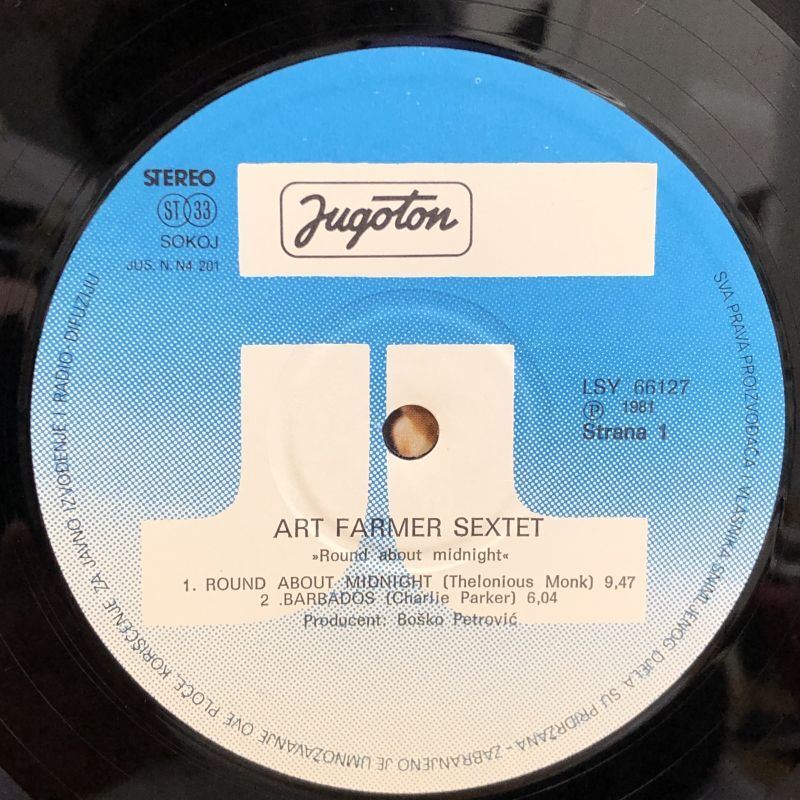 STEREO
ST 33
SOKOJ
JUS. N. N4 201
Jugoton
LSY 66127
Ⓟ 1981
Strana 1
ART FARMER SEXTET
»Round about midnight«
1. ROUND ABOUT MIDNIGHT (Thelonious Monk) 9,47
2 .BARBADOS (Charlie Parker) 6,04
Producent: Boško Petrović
SVA PRAVA PROIZVOĐAČA I VLASNIKA SNIMLJENOG DJELA SU PRIDRŽANA - ZABRANJENO JE UMNOŽAVANJE OVE PLOČE, KORIŠĆENJE ZA JAVNO IZVOĐENJE I RADIO DIFUZIJU